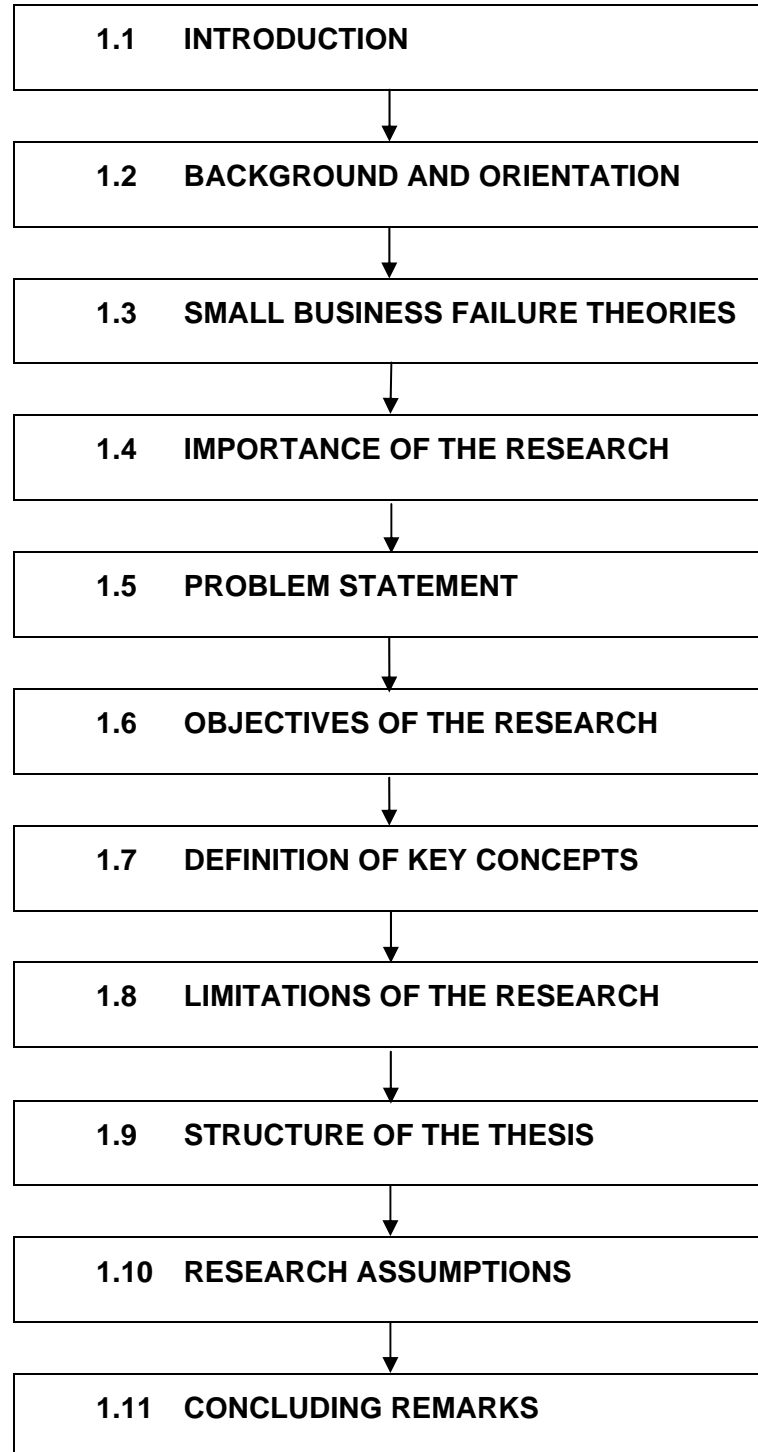 1.1 INTRODUCTION
1.2 BACKGROUND AND ORIENTATION
1.3 SMALL BUSINESS FAILURE THEORIES
1.4 IMPORTANCE OF THE RESEARCH
1.5 PROBLEM STATEMENT
1.6 OBJECTIVES OF THE RESEARCH
1.7 DEFINITION OF KEY CONCEPTS
1.8 LIMITATIONS OF THE RESEARCH
1.9 STRUCTURE OF THE THESIS
1.10 RESEARCH ASSUMPTIONS
1.11 CONCLUDING REMARKS